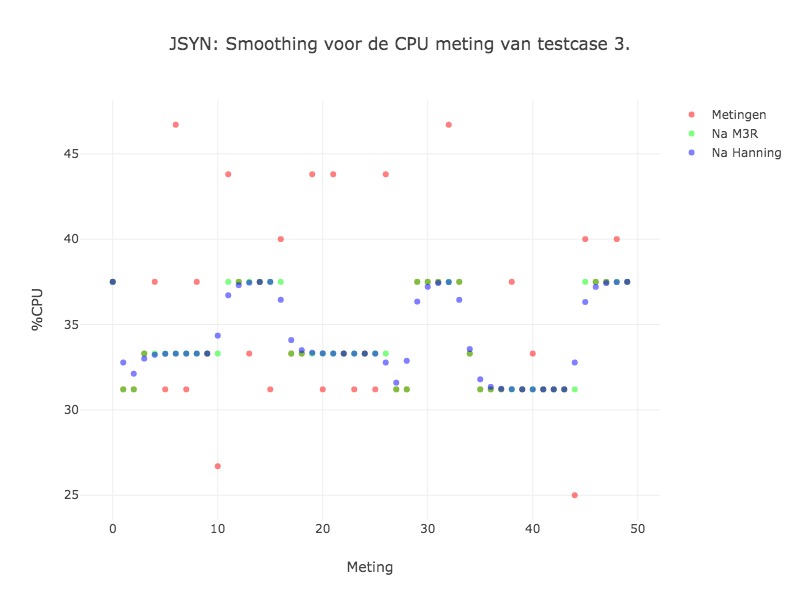 JSYN: Smoothing voor de CPU meting van testcase 3.
Metingen
Na M3R
Na Hanning
45
40
35
30
25
%CPU
0
10
20
30
40
50
Meting